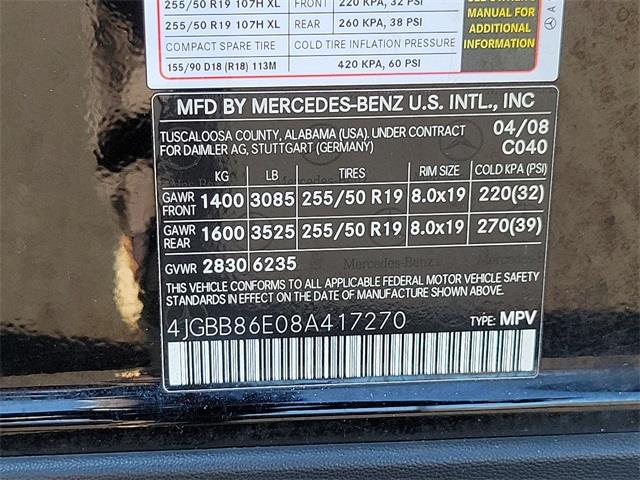 255/50 R19 107H XL FRONT 220 KPA, 32 PSI
255/50 R19 107H XL REAR 260 KPA, 38 PSI
COMPACT SPARE TIRE COLD TIRE INFLATION PRESSURE
155/90 D18 (R18) 113M 420 KPA, 60 PSI
SEE OWNER'S
MANUAL FOR
ADDITIONAL
INFORMATION
MFD BY MERCEDES-BENZ U.S. INTL., INC
TUSCALOOSA COUNTY, ALABAMA (USA). UNDER CONTRACT 04/08
FOR DAIMLER AG, STUTTGART (GERMANY) C040
KG LB TIRES RIM SIZE COLD KPA (PSI)
GAWR FRONT 1400 3085 255/50 R19 8.0x19 220(32)
GAWR REAR 1600 3525 255/50 R19 8.0x19 270(39)
GVWR 2830 6235
THIS VEHICLE CONFORMS TO ALL APPLICABLE FEDERAL MOTOR VEHICLE SAFETY
STANDARDS IN EFFECT ON THE DATE OF MANUFACTURE SHOWN ABOVE.
4JGBB86E08A417270 TYPE: MPV